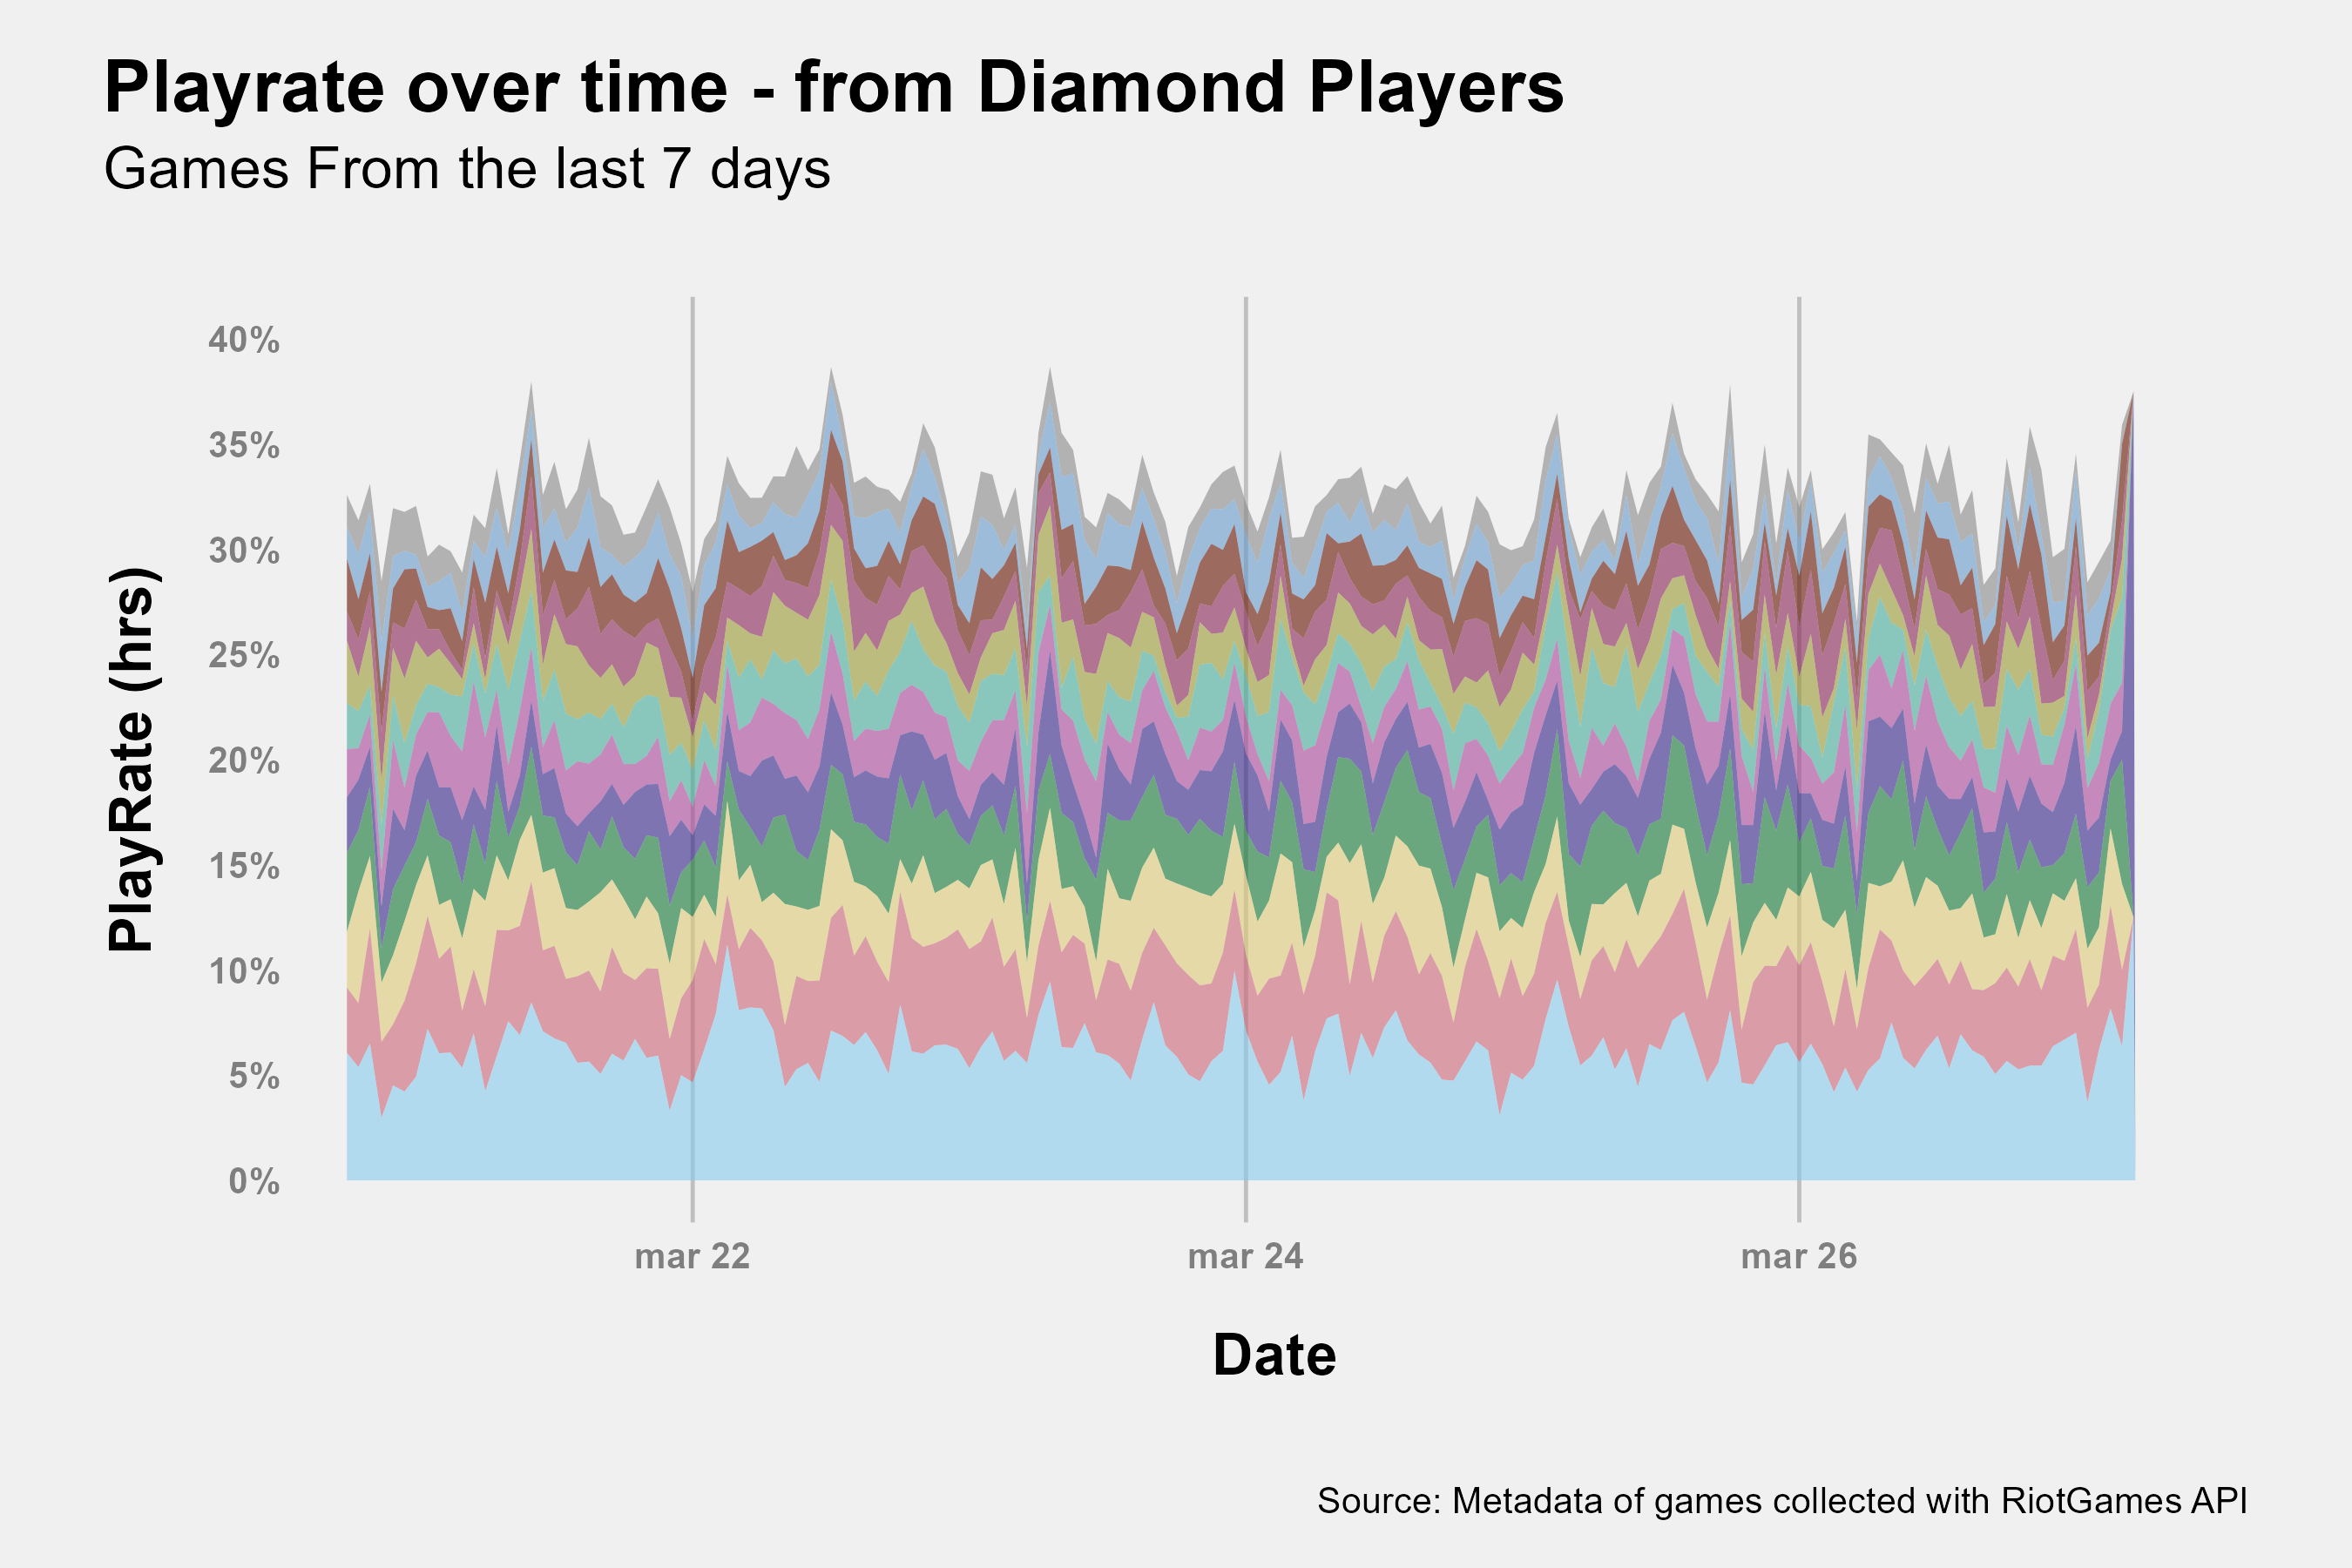 Playrate over time - from Diamond Players
Games From the last 7 days
PlayRate (hrs)
40%
35%
30%
25%
20%
15%
10%
5%
0%
mar 22
mar 24
mar 26
Date
Source: Metadata of games collected with RiotGames API